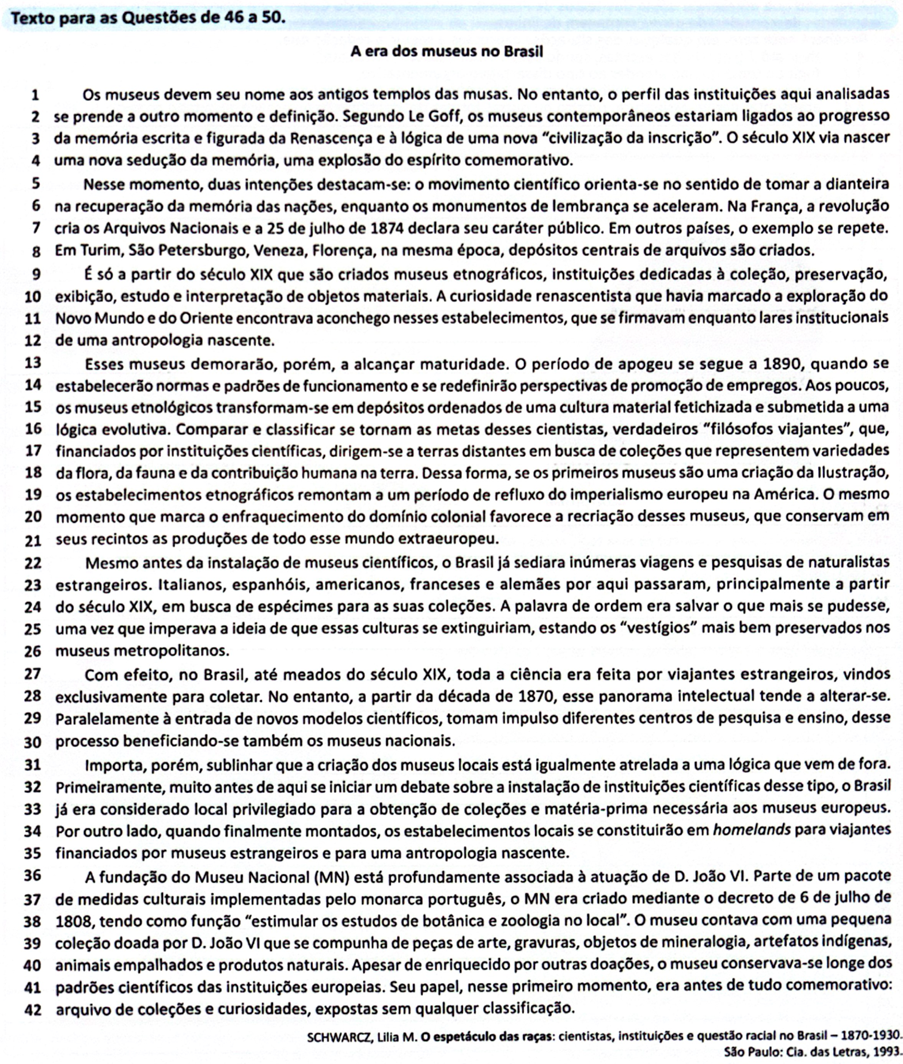 Texto para as Questões de 46 a 50.
A era dos museus no Brasil
1 Os museus devem seu nome aos antigos templos das musas. No entanto, o perfil das instituições aqui analisadas
2 se prende a outro momento e definição. Segundo Le Goff, os museus contemporâneos estariam ligados ao progresso
3 da memória escrita e figurada da Renascença e à lógica de uma nova “civilização da inscrição”. O século XIX via nascer
4 uma nova sedução da memória, uma explosão do espírito comemorativo.
5 Nesse momento, duas intenções destacam-se: o movimento científico orienta-se no sentido de tomar a dianteira
6 na recuperação da memória das nações, enquanto os monumentos de lembrança se aceleram. Na França, a revolução
7 cria os Arquivos Nacionais e a 25 de julho de 1874 declara seu caráter público. Em outros países, o exemplo se repete.
8 Em Turim, São Petersburgo, Veneza, Florença, na mesma época, depósitos centrais de arquivos são criados.
9 É só a partir do século XIX que são criados museus etnográficos, instituições dedicadas à coleção, preservação,
10 exibição, estudo e interpretação de objetos materiais. A curiosidade renascentista que havia marcado a exploração do
11 Novo Mundo e do Oriente encontrava aconchego nesses estabelecimentos, que se firmavam enquanto lares institucionais
12 de uma antropologia nascente.
13 Esses museus demorarão, porém, a alcançar maturidade. O período de apogeu se segue a 1890, quando se
14 estabelecerão normas e padrões de funcionamento e se redefinirão perspectivas de promoção de empregos. Aos poucos,
15 os museus etnológicos transformam-se em depósitos ordenados de uma cultura material fetichizada e submetida a uma
16 lógica evolutiva. Comparar e classificar se tornam as metas desses cientistas, verdadeiros “filósofos viajantes”, que,
17 financiados por instituições científicas, dirigem-se a terras distantes em busca de coleções que representem variedades
18 da flora, da fauna e da contribuição humana na terra. Dessa forma, se os primeiros museus são uma criação da Ilustração,
19 os estabelecimentos etnográficos remontam a um período de refluxo do imperialismo europeu na América. O mesmo
20 momento que marca o enfraquecimento do domínio colonial favorece a recriação desses museus, que conservam em
21 seus recintos as produções de todo esse mundo extraeuropeu.
22 Mesmo antes da instalação de museus científicos, o Brasil já sediara inúmeras viagens e pesquisas de naturalistas
23 estrangeiros. Italianos, espanhóis, americanos, franceses e alemães por aqui passaram, principalmente a partir
24 do século XIX, em busca de espécimes para as suas coleções. A palavra de ordem era salvar o que mais se pudesse,
25 uma vez que imperava a ideia de que essas culturas se extinguiriam, estando os “vestígios” mais bem preservados nos
26 museus metropolitanos.
27 Com efeito, no Brasil, até meados do século XIX, toda a ciência era feita por viajantes estrangeiros, vindos
28 exclusivamente para coletar. No entanto, a partir da década de 1870, esse panorama intelectual tende a alterar-se.
29 Paralelamente à entrada de novos modelos científicos, tomam impulso diferentes centros de pesquisa e ensino, desse
30 processo beneficiando-se também os museus nacionais.
31 Importa, porém, sublinhar que a criação dos museus locais está igualmente atrelada a uma lógica que vem de fora.
32 Primeiramente, muito antes de aqui se iniciar um debate sobre a instalação de instituições científicas desse tipo, o Brasil
33 já era considerado local privilegiado para a obtenção de coleções e matéria-prima necessária aos museus europeus.
34 Por outro lado, quando finalmente montados, os estabelecimentos locais se constituirão em homelands para viajantes
35 financiados por museus estrangeiros e para uma antropologia nascente.
36 A fundação do Museu Nacional (MN) está profundamente associada à atuação de D. João VI. Parte de um pacote
37 de medidas culturais implementadas pelo monarca português, o MN era criado mediante o decreto de 6 de julho de
38 1808, tendo como função “estimular os estudos de botânica e zoologia no local”. O museu contava com uma pequena
39 coleção doada por D. João VI que se compunha de peças de arte, gravuras, objetos de mineralogia, artefatos indígenas,
40 animais empalhados e produtos naturais. Apesar de enriquecido por outras doações, o museu conservava-se longe dos
41 padrões científicos das instituições europeias. Seu papel, nesse primeiro momento, era antes de tudo comemorativo:
42 arquivo de coleções e curiosidades, expostas sem qualquer classificação.
SCHWARCZ, Lilia M. O espetáculo das raças: cientistas, instituições e questão racial no Brasil – 1870-1930.
São Paulo: Cia. das Letras, 1993.